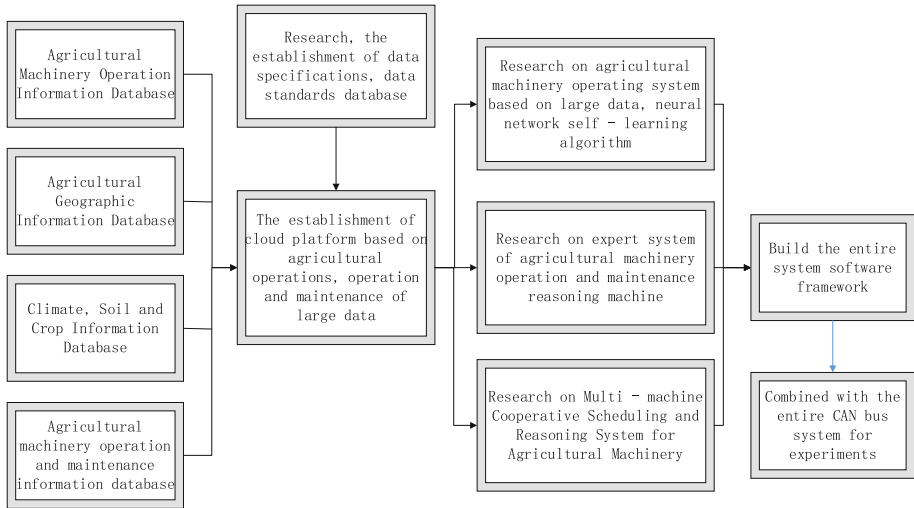 Agricultural
Machinery Operation
Information Database
Agricultural
Geographic
Information Database
Climate, Soil and
Crop Information
Database
Agricultural
machinery operation
and maintenance
information database
Research, the
establishment of data
specifications, data
standards database
The establishment of
cloud platform based on
agricultural
operations, operation
and maintenance of
large data
Research on agricultural
machinery operating system
based on large data, neural
network self - learning
algorithm
Research on expert system
of agricultural machinery
operation and maintenance
reasoning machine
Research on Multi - machine
Cooperative Scheduling and
Reasoning System for
Agricultural Machinery
Build the entire
system software
framework
Combined with the
entire CAN bus
system for
experiments